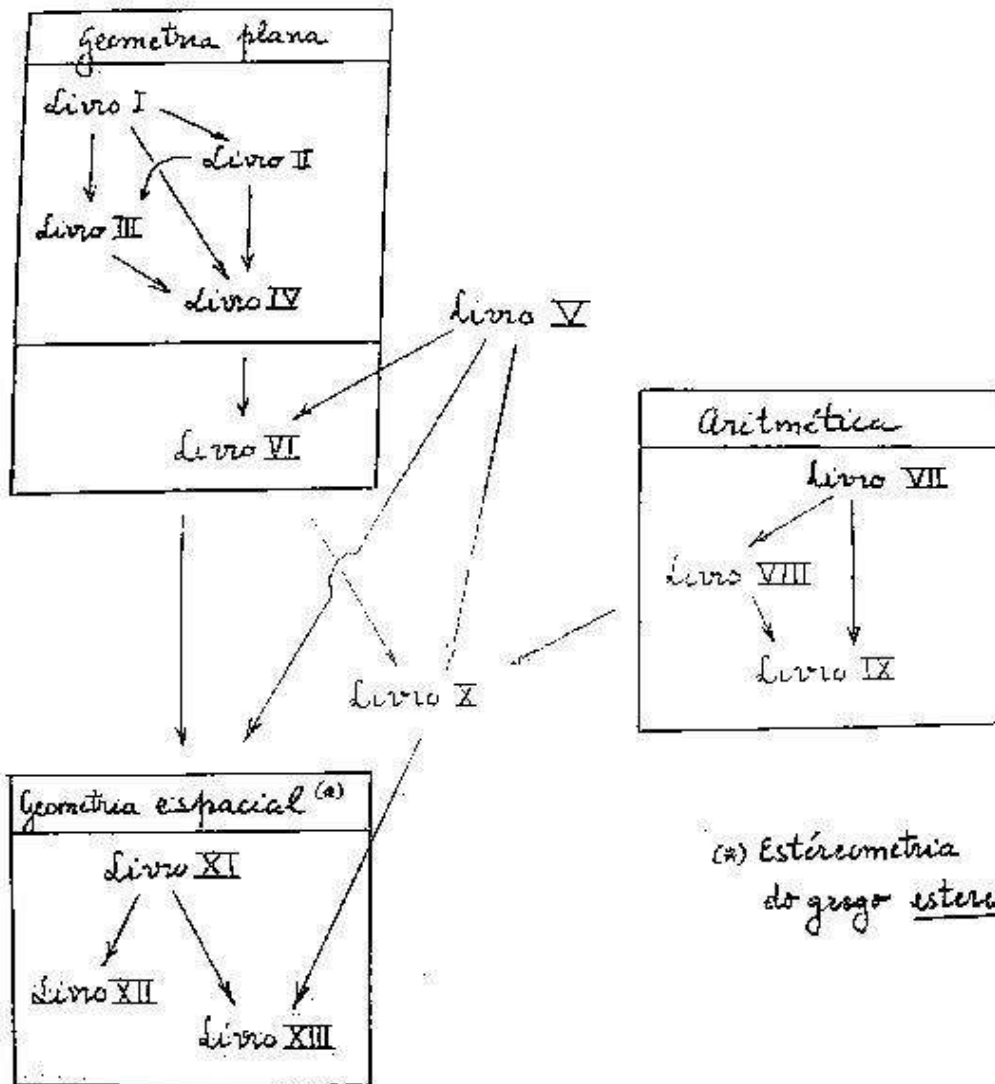 Geometria plana
Livro I
Livro II
Livro III
Livro IV
Livro V
Livro VI
Aritmética
Livro VII
Livro VIII
Livro IX
Livro X
Geometria espacial (*)
Livro XI
Livro XII
Livro XIII
(*) Estéreometria
do grego estere